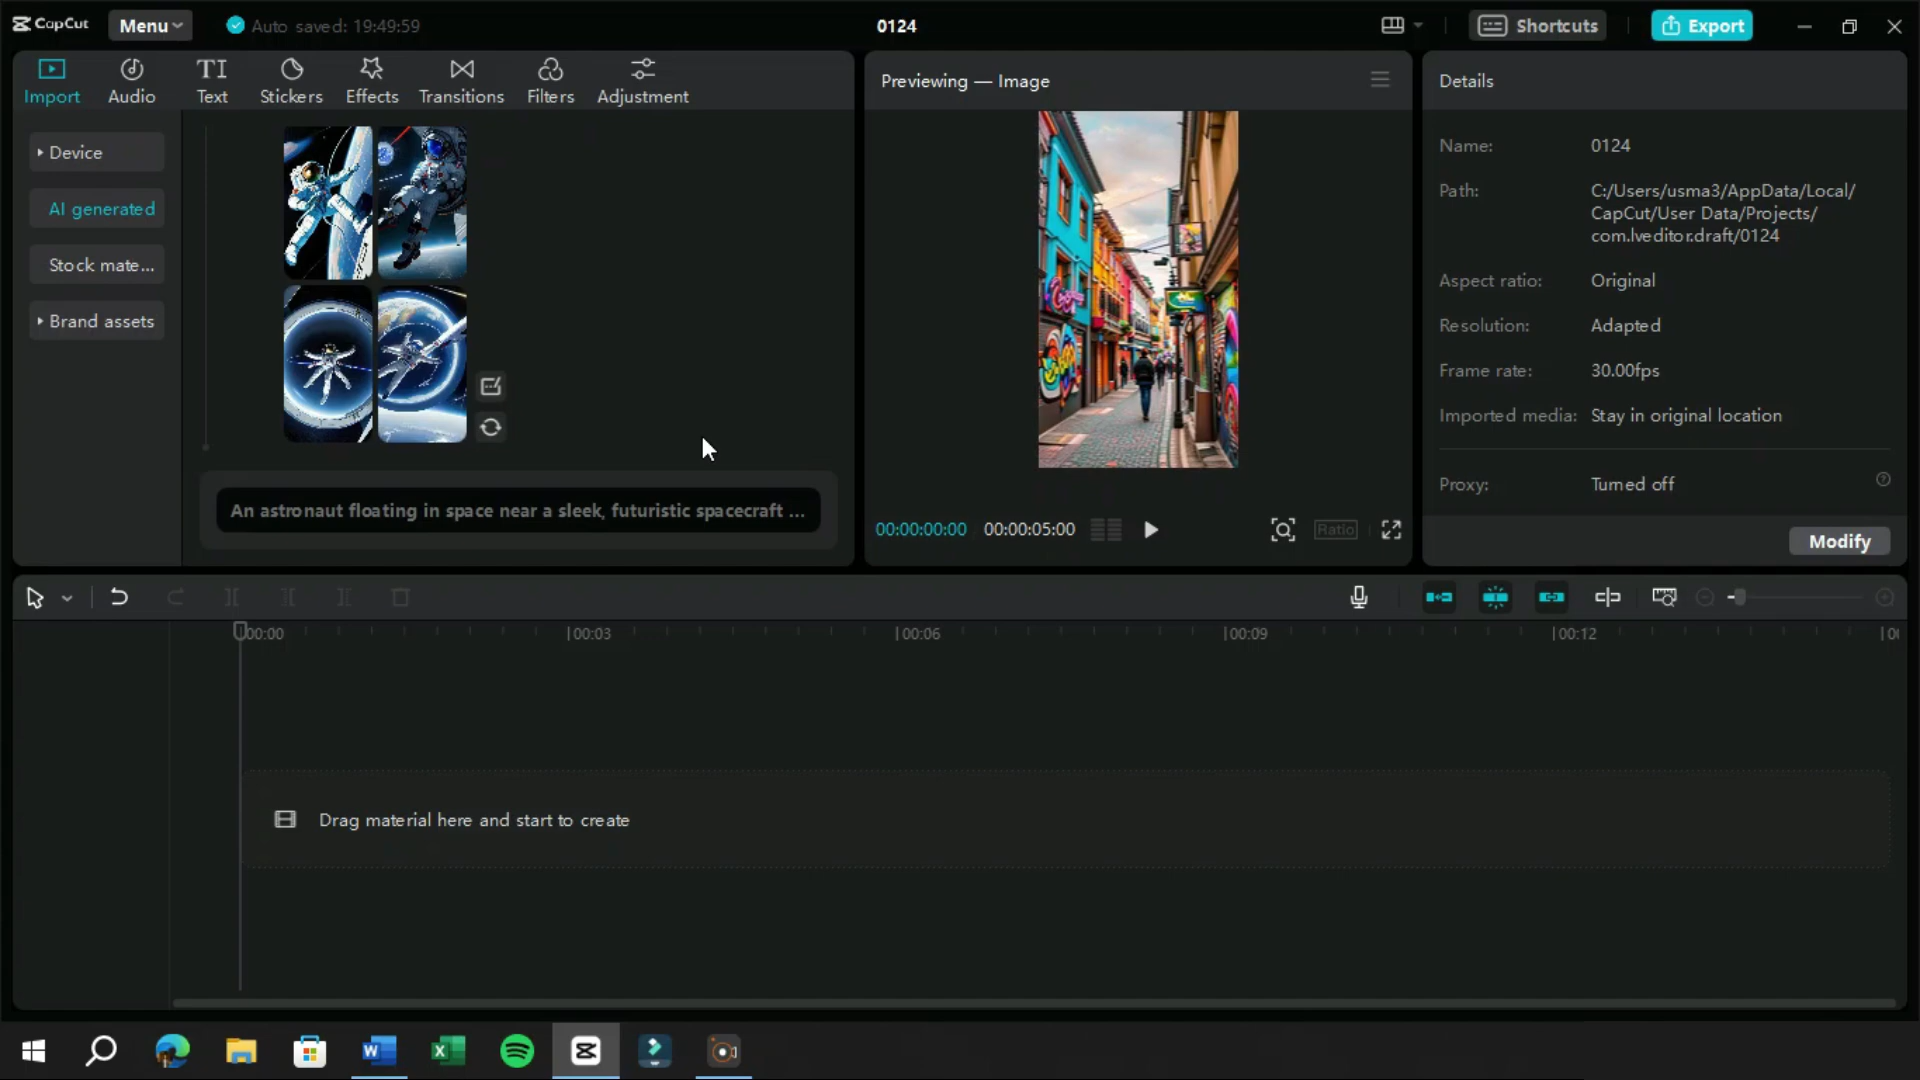 CapCut
Menu
Auto saved: 19:49:59
0124
Shortcuts
Export
Import
Audio
Text
Stickers
Effects
Transitions
Filters
Adjustment
Device
AI generated
Stock mate...
Brand assets
An astronaut floating in space near a sleek, futuristic spacecraft ...
Previewing — Image
00:00:00:00
00:00:05:00
Ratio
Details
Name: 0124
Path: C:/Users/usma3/AppData/Local/
CapCut/User Data/Projects/
com.lveditor.draft/0124
Aspect ratio: Original
Resolution: Adapted
Frame rate: 30.00fps
Imported media: Stay in original location
Proxy: Turned off
Modify
00:00
00:03
00:06
00:09
00:12
Drag material here and start to create